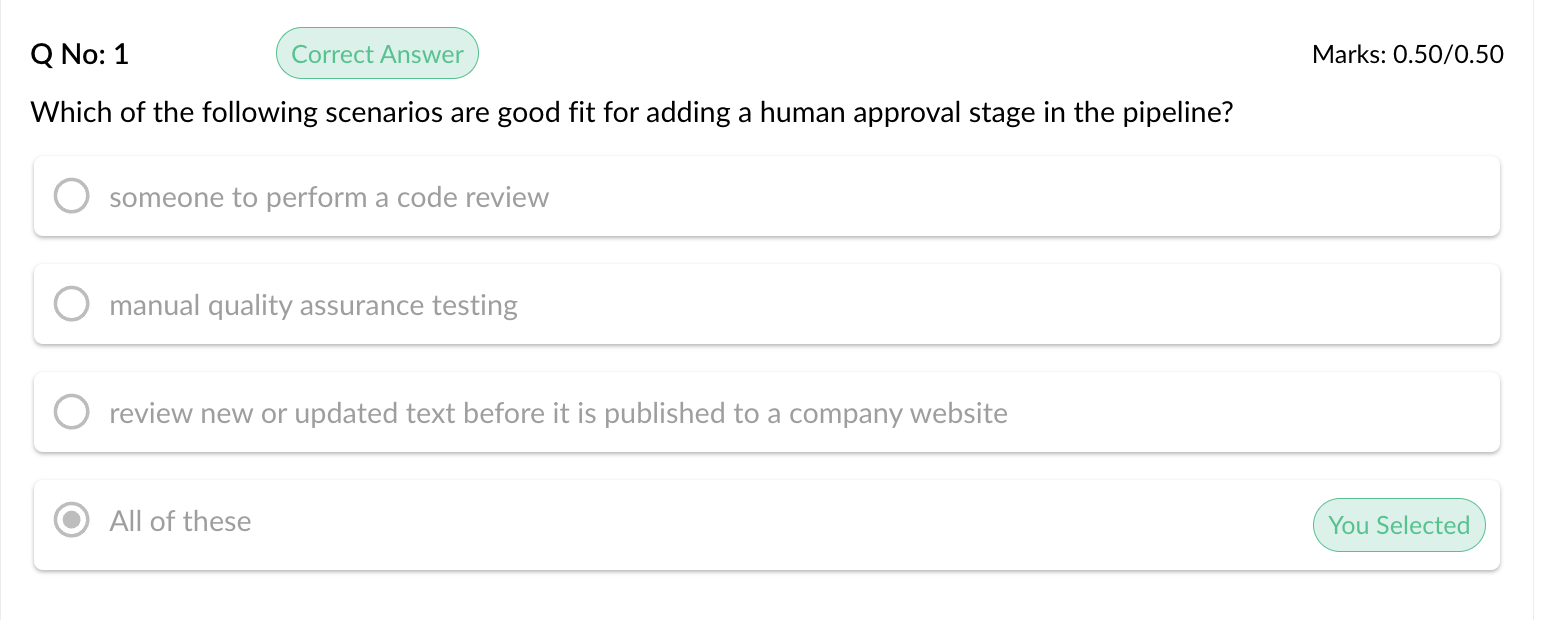 Q No: 1 Correct Answer Marks: 0.50/0.50
Which of the following scenarios are good fit for adding a human approval stage in the pipeline?
someone to perform a code review
manual quality assurance testing
review new or updated text before it is published to a company website
All of these You Selected